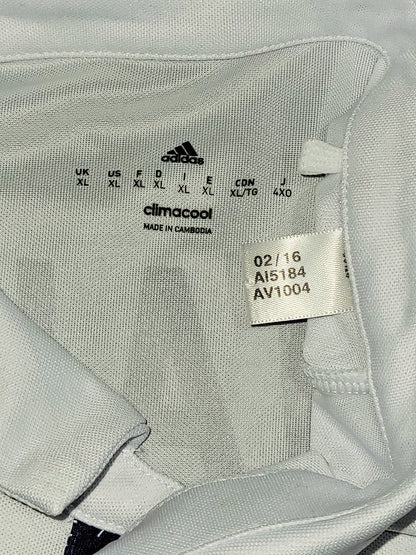 adidas
UK US F D I E CDN J
XL XL XL XL XL XL XL/TG 4XO
climacool
MADE IN CAMBODIA
02/16
AI5184
AV1004